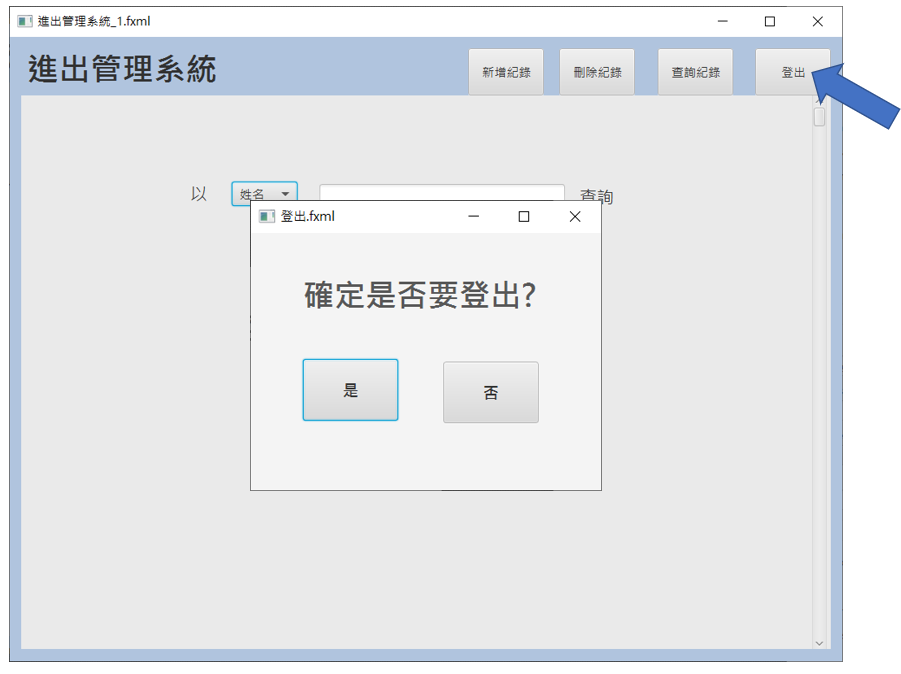 進出管理系統_1.fxml
進出管理系統
新增紀錄
刪除紀錄
查詢紀錄
登出
以
姓名
查詢
登出.fxml
確定是否要登出?
是
否